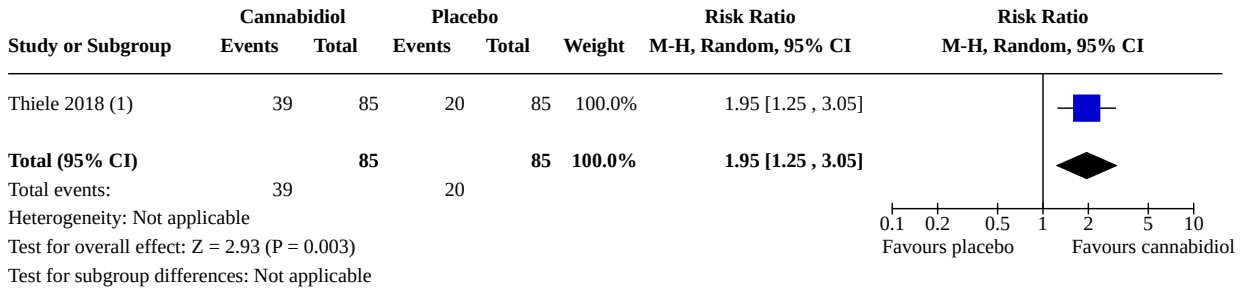 Cannabidiol Placebo Risk Ratio Risk Ratio
Study or Subgroup Events Total Events Total Weight M-H, Random, 95% CI M-H, Random, 95% CI
Thiele 2018 (1) 39 85 20 85 100.0% 1.95 [1.25 , 3.05]
Total (95% CI) 85 85 100.0% 1.95 [1.25 , 3.05]
Total events: 39 20
Heterogeneity: Not applicable
0.1 0.2 0.5 1 2 5 10
Test for overall effect: Z = 2.93 (P = 0.003) Favours placebo Favours cannabidiol
Test for subgroup differences: Not applicable